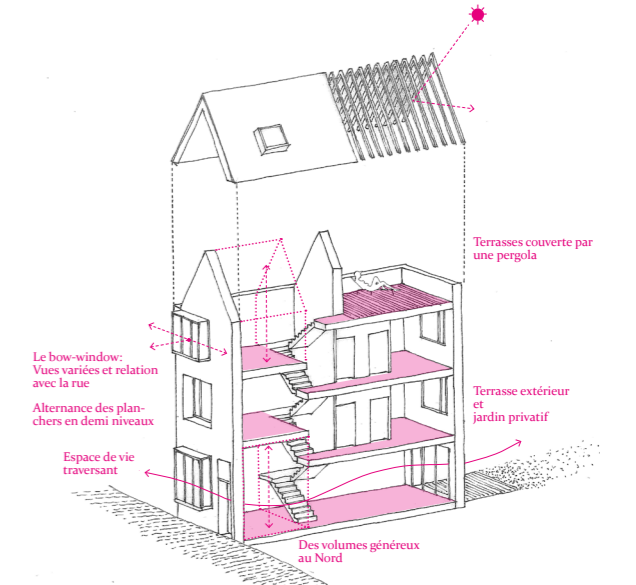 Terrasses couverte par
une pergola
Le bow-window:
Vues variées et relation
avec la rue
Alternance des plan-
chers en demi niveaux
Terrasse extérieur
et
jardin privatif
Espace de vie
traversant
Des volumes généreux
au Nord